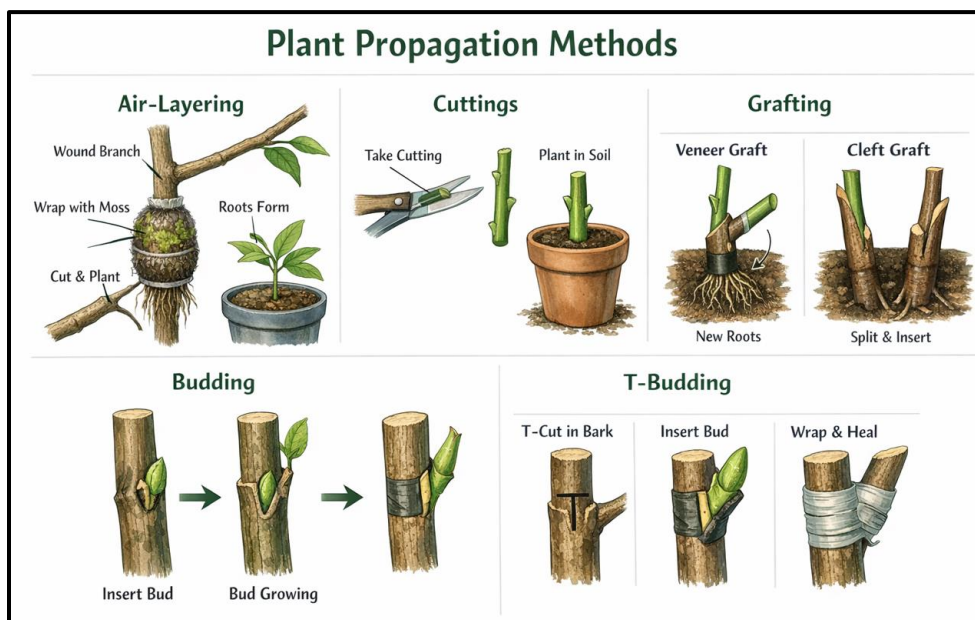 Plant Propagation Methods
Air-Layering
Wound Branch
Wrap with Moss
Roots Form
Cut & Plant
Cuttings
Take Cutting
Plant in Soil
Grafting
Veneer Graft
Cleft Graft
New Roots
Split & Insert
Budding
Insert Bud
Bud Growing
T-Budding
T-Cut in Bark
Insert Bud
Wrap & Heal